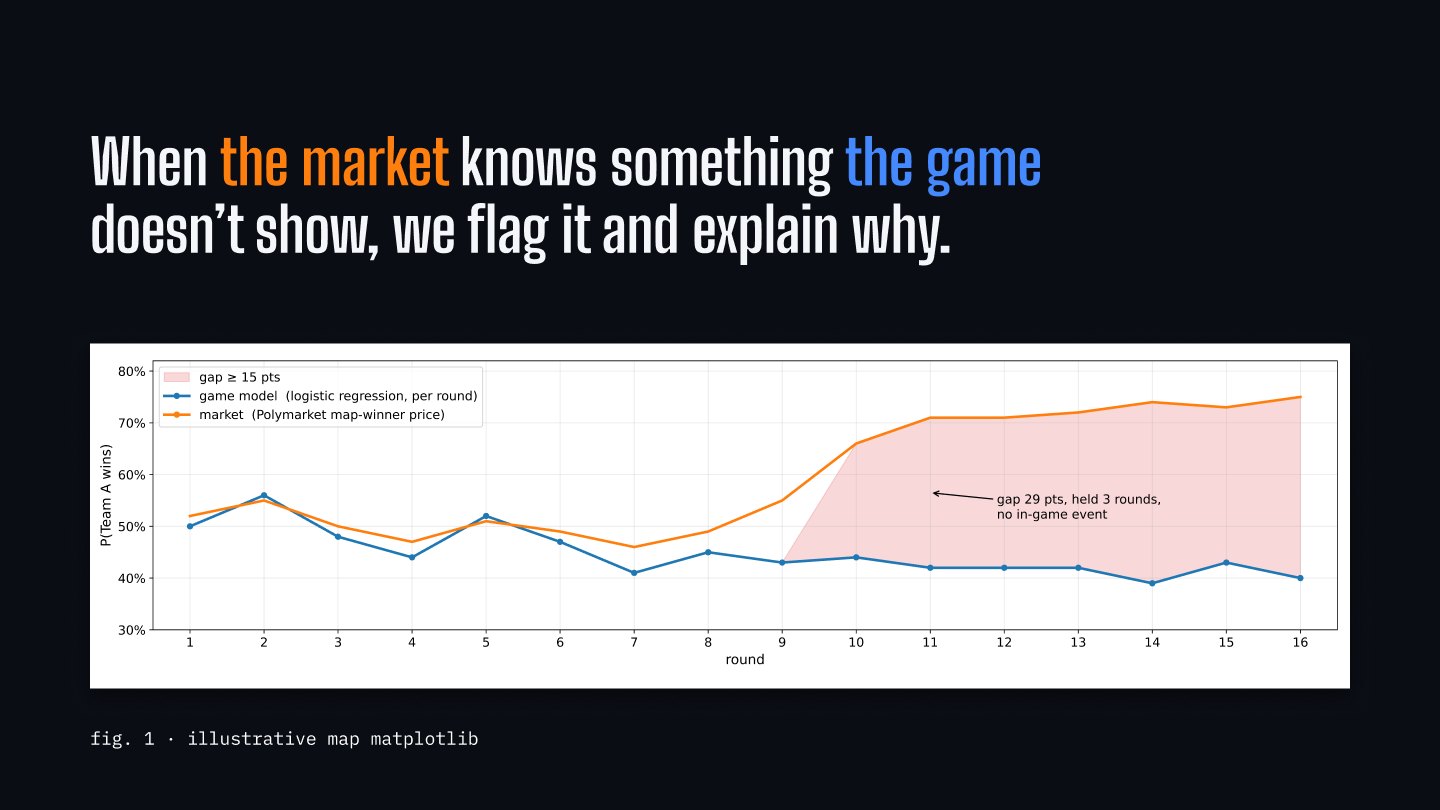 When the market knows something the game
doesn’t show, we flag it and explain why.
gap ≥ 15 pts
game model (logistic regression, per round)
market (Polymarket map-winner price)
80%
70%
60%
50%
40%
30%
P(Team A wins)
gap 29 pts, held 3 rounds,
no in-game event
1 2 3 4 5 6 7 8 9 10 11 12 13 14 15 16
round
fig. 1 · illustrative map matplotlib